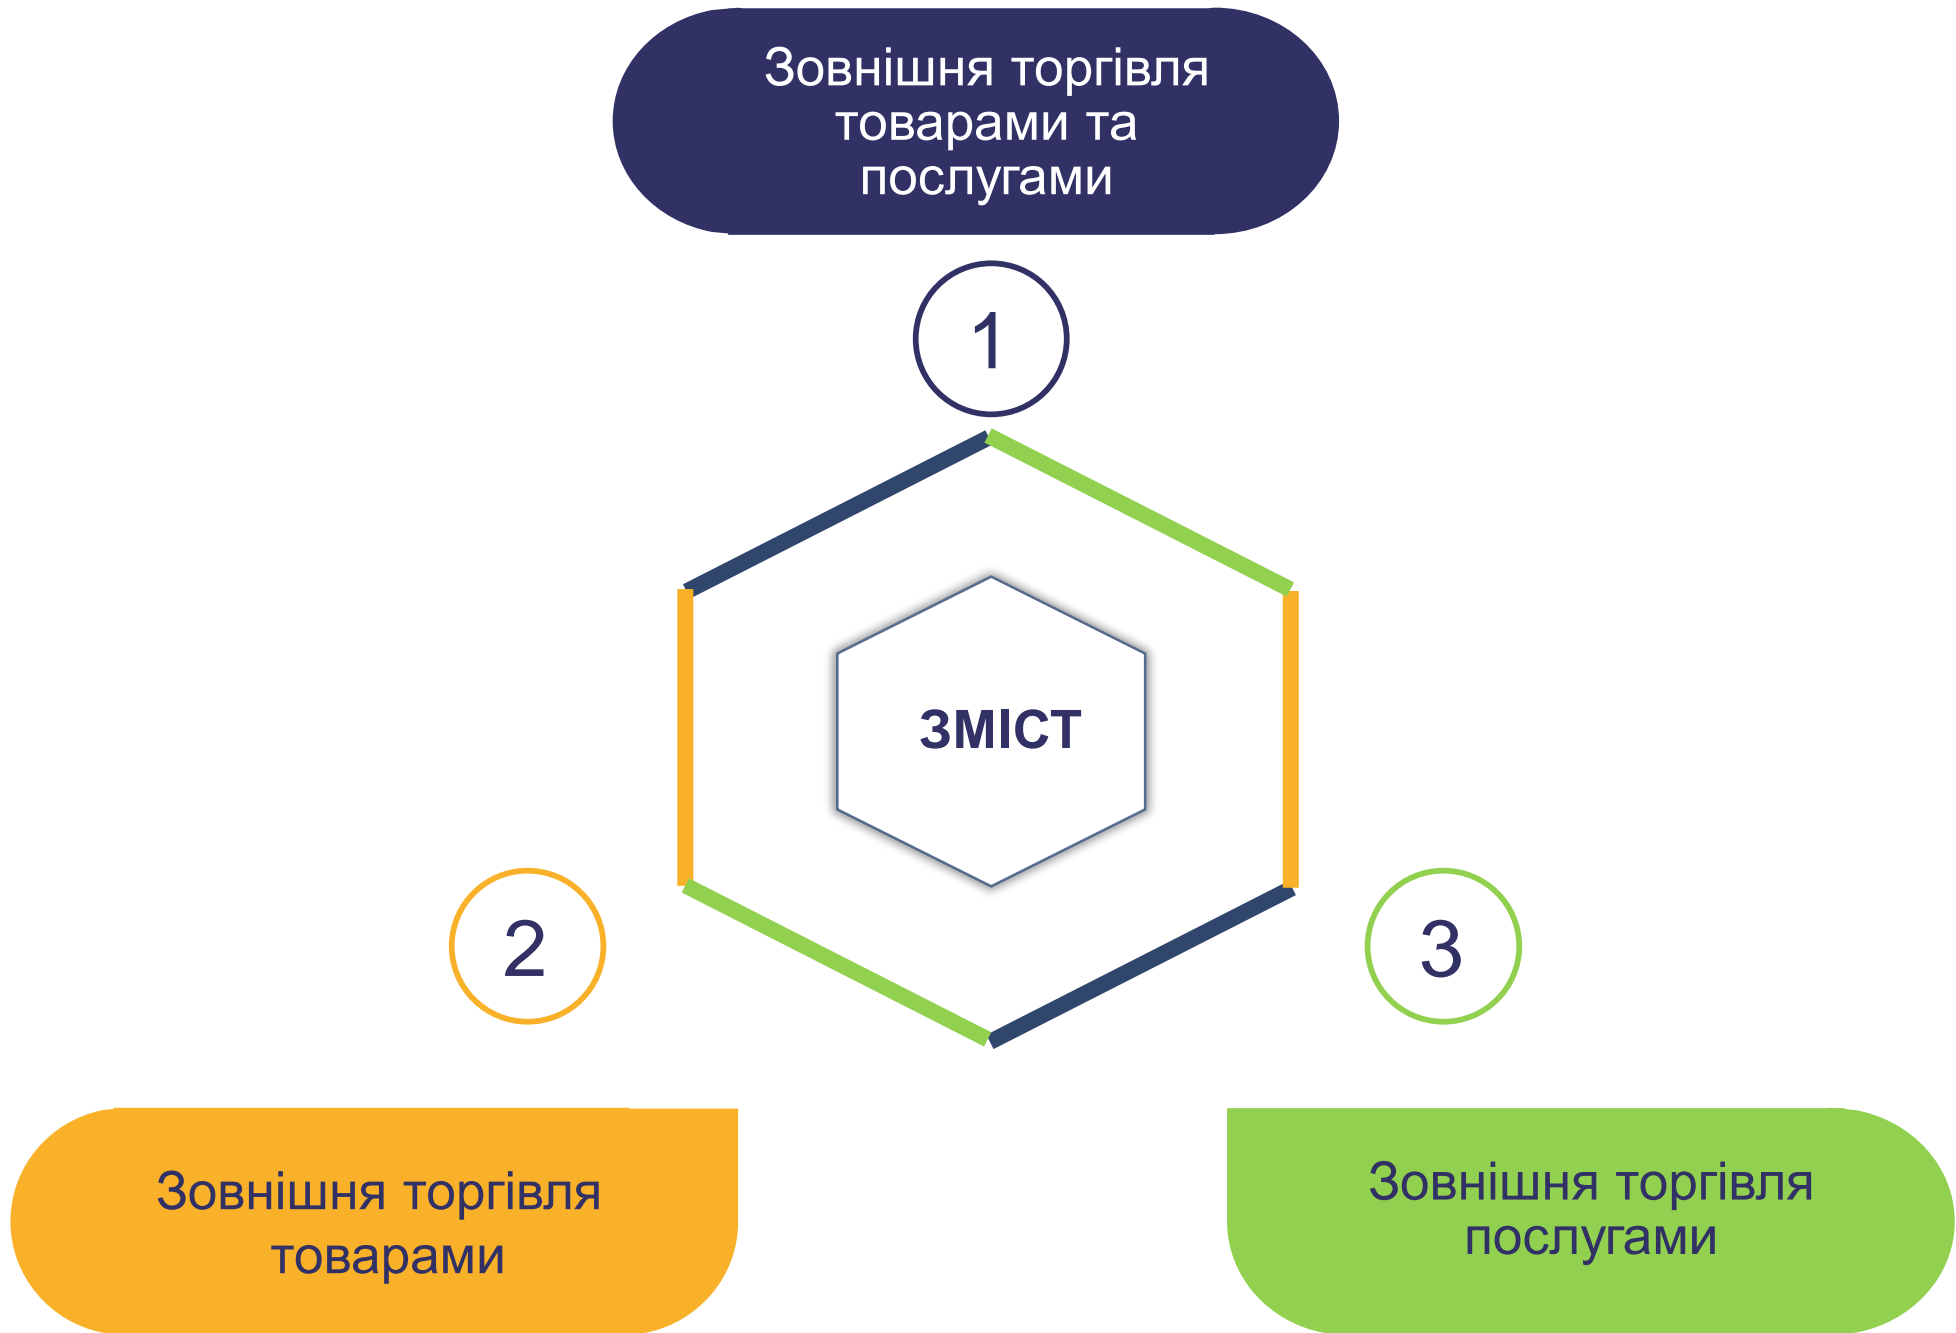 Зовнішня торгівля
товарами та
послугами
1
ЗМІСТ
2
3
Зовнішня торгівля
товарами
Зовнішня торгівля
послугами